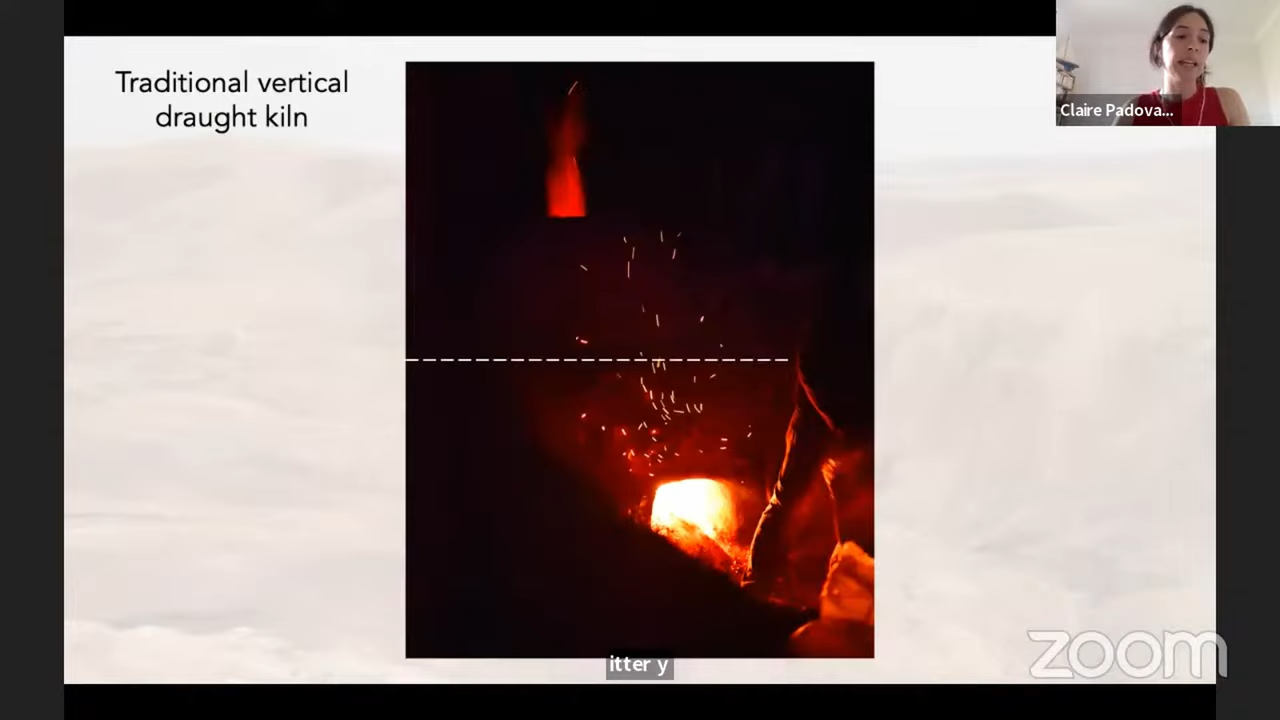 Traditional vertical
draught kiln
Claire Padova...
itter y
zoom